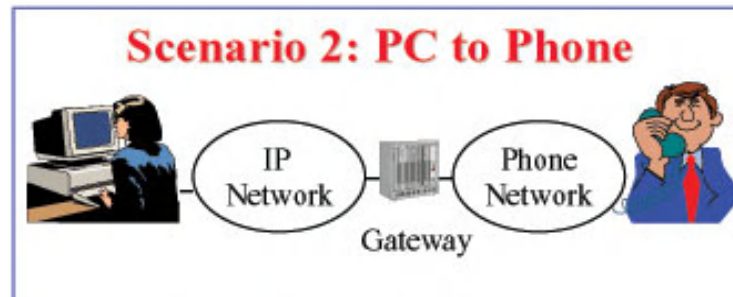 Scenario 2: PC to Phone
IP
Network
Phone
Network
Gateway